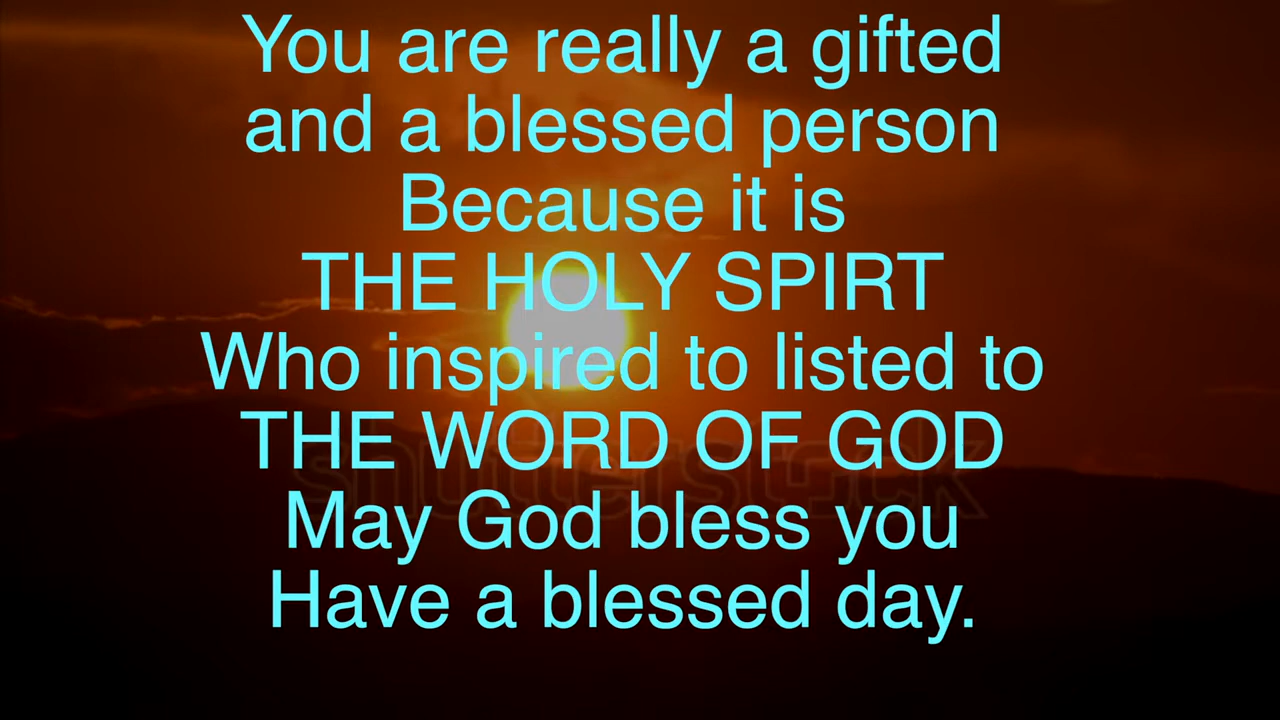 You are really a gifted
and a blessed person
Because it is
THE HOLY SPIRT
Who inspired to listed to
THE WORD OF GOD
shutterstock
May God bless you
Have a blessed day.